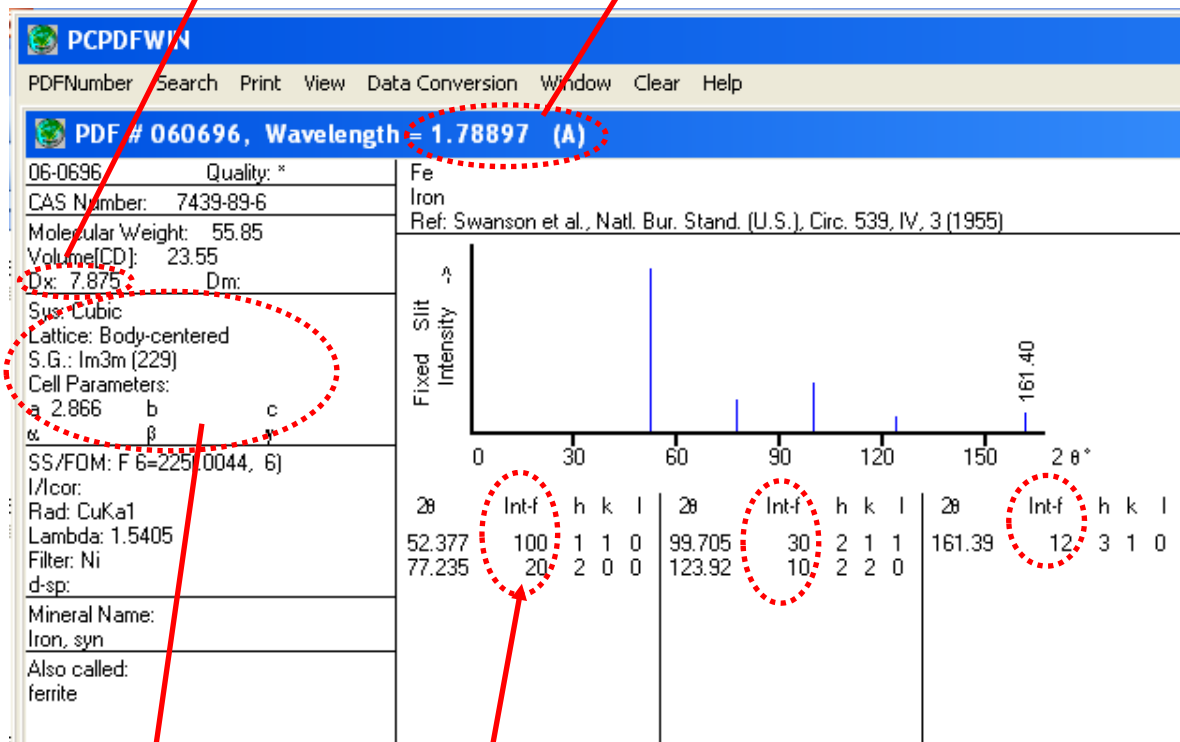 PCPDFWIN
PDFNumber Search Print View Data Conversion Window Clear Help
PDF # 060696, Wavelength = 1.78897 (A)
06-0696 Quality: *
CAS Number: 7439-89-6
Molecular Weight: 55.85
Volume[CD]: 23.55
Dx: 7.875 Dm:
Sys: Cubic
Lattice: Body-centered
S.G.: Im3m (229)
Cell Parameters:
a 2.866 b c
α β γ
SS/FOM: F 6=225(.0044, 6)
I/Icor:
Rad: CuKa1
Lambda: 1.5405
Filter: Ni
d-sp:
Mineral Name:
Iron, syn
Also called:
ferrite
Fe
Iron
Ref: Swanson et al., Natl. Bur. Stand. (U.S.), Circ. 539, IV, 3 (1955)
Fixed Slit
Intensity ->
161.40
0 30 60 90 120 150 2 θ °
2θ Int-f h k l 2θ Int-f h k l 2θ Int-f h k l
52.377 100 1 1 0 99.705 30 2 1 1 161.39 12 3 1 0
77.235 20 2 0 0 123.92 10 2 2 0